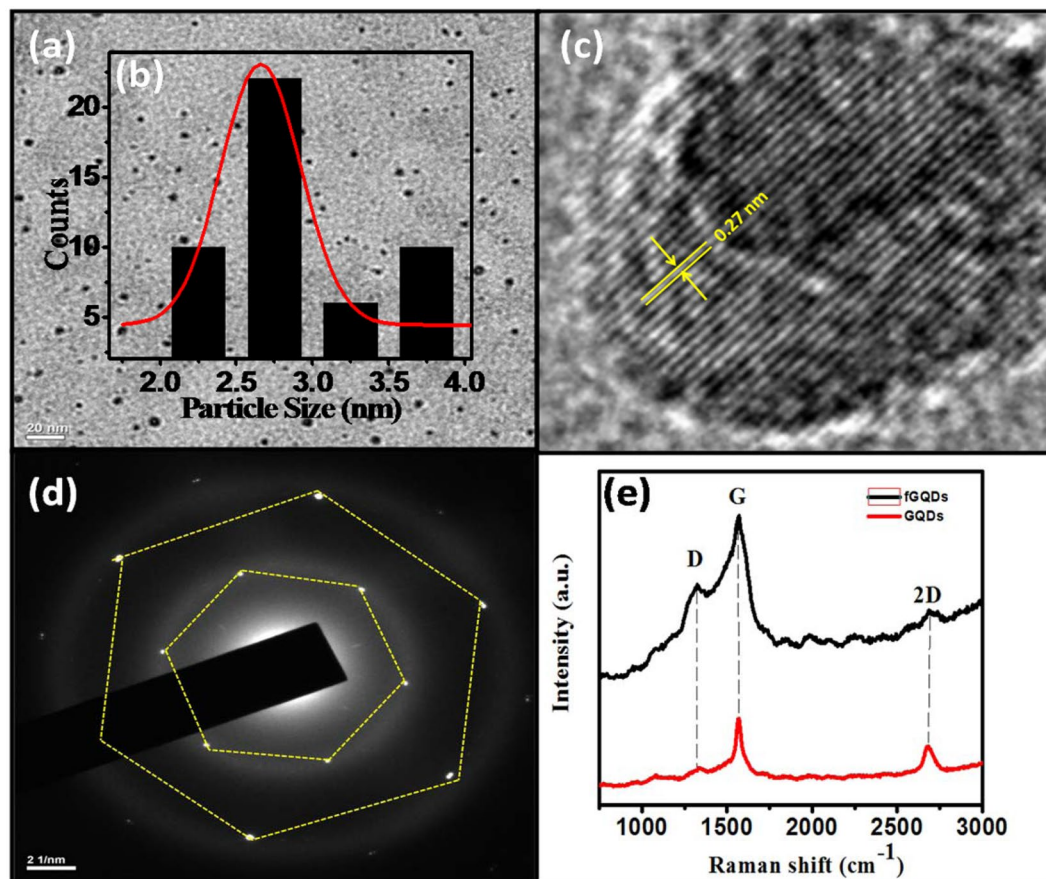 (a)
(b)
20
15
10
5
Counts
2.0 2.5 3.0 3.5 4.0
Particle Size (nm)
20 nm
(c)
0.27 nm
(d)
2 1/nm
(e)
G
D
2D
fGQDs
GQDs
Intensity (a.u.)
1000 1500 2000 2500 3000
Raman shift (cm⁻¹)